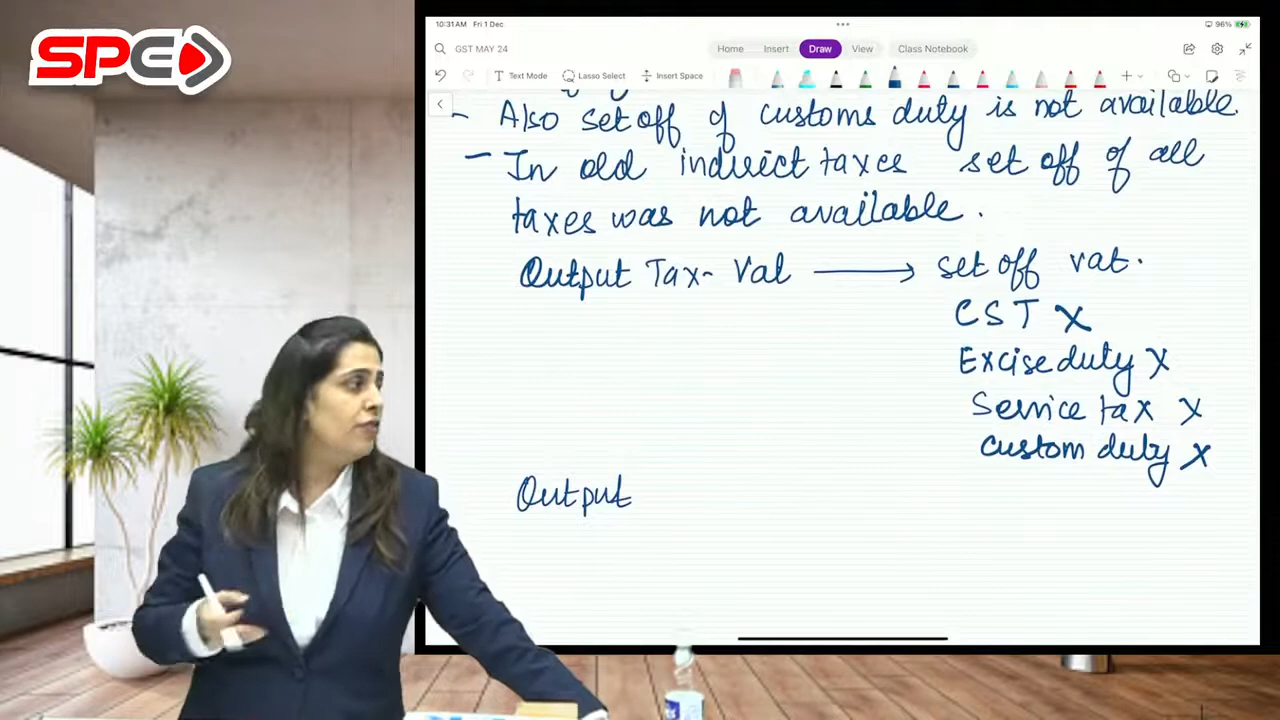 SPED
10:31 AM Fri 1 Dec
96%
GST MAY 24
Home Insert Draw View Class Notebook
Text Mode Lasso Select Insert Space
- Also set off of customs duty is not available.
- In old indirect taxes set off of all
taxes was not available.
Output Tax - Vat → set off vat.
CST X
Excise duty X
Service tax X
Custom duty X
Output